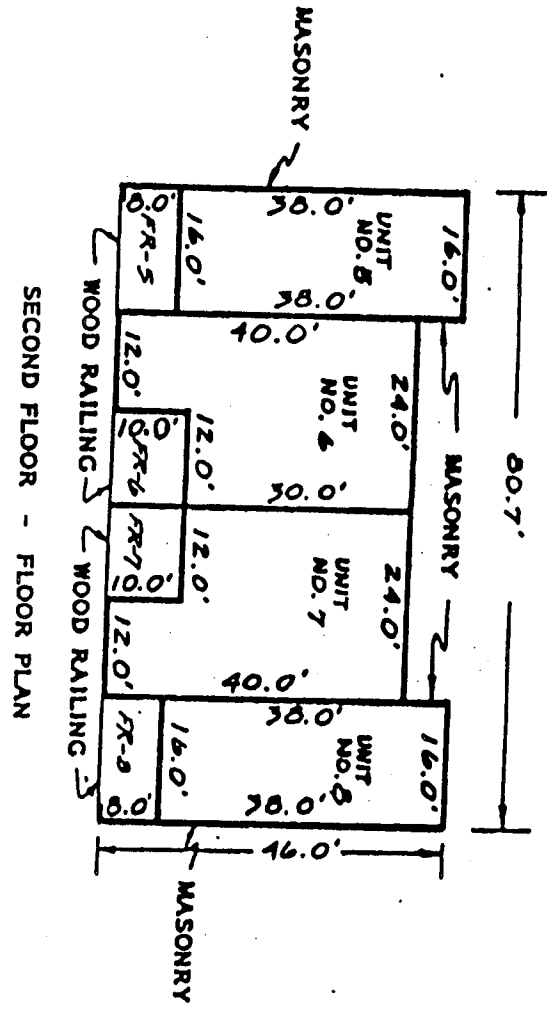 80.7'
MASONRY
MASONRY
16.0'
24.0'
24.0'
16.0'
38.0'
UNIT
NO. 5
38.0'
40.0'
UNIT
NO. 6
30.0'
UNIT
NO. 7
40.0'
38.0'
UNIT
NO. 8
38.0'
46.0'
16.0'
12.0'
12.0'
16.0'
8.0'
FR-5
12.0'
10.0'
FR-6
FR-7
10.0'
12.0'
FR-8
8.0'
WOOD RAILING
WOOD RAILING
MASONRY
SECOND FLOOR - FLOOR PLAN